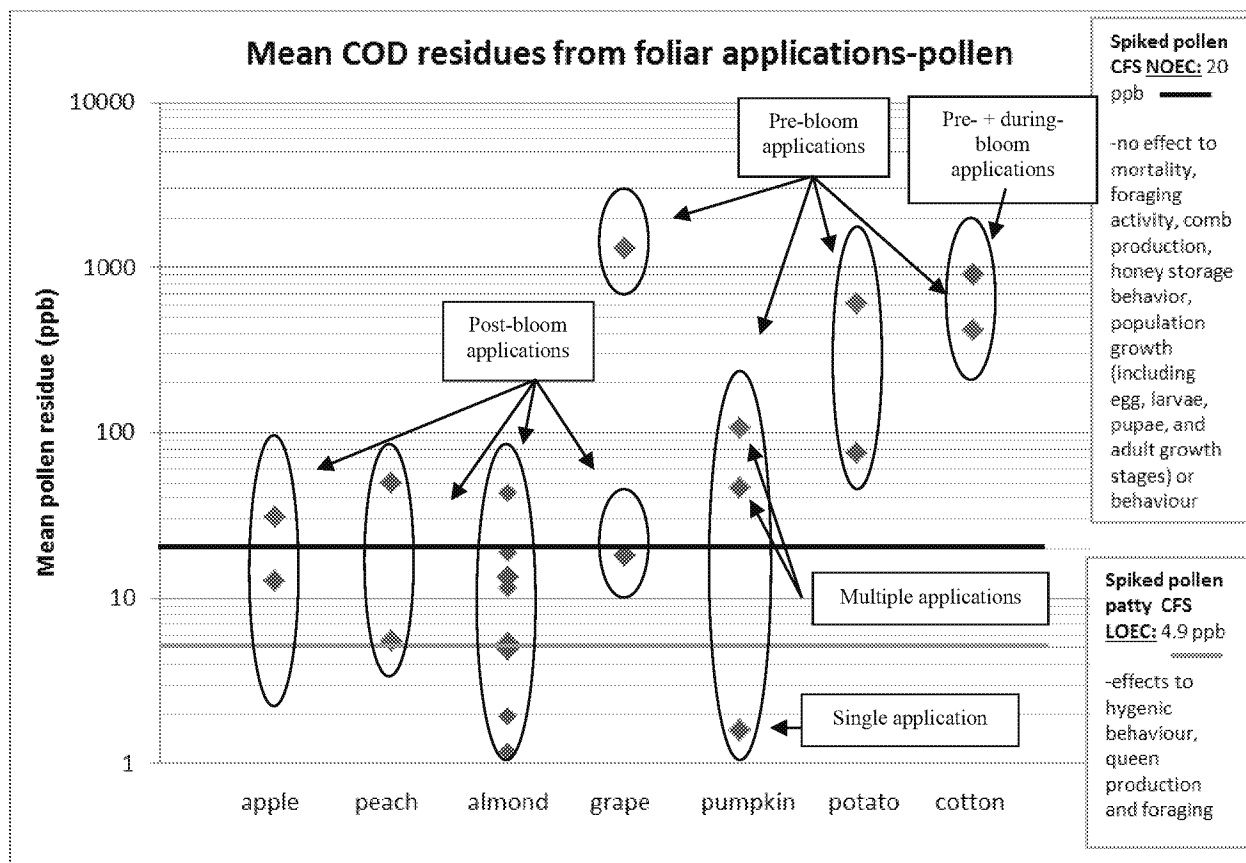 Mean COD residues from foliar applications-pollen
Mean pollen residue (ppb)
10000
1000
100
10
1
apple
peach
almond
grape
pumpkin
potato
cotton
Post-bloom
applications
Pre-bloom
applications
Pre- + during-
bloom
applications
Multiple applications
Single application
Spiked pollen
CFS NOEC: 20
ppb
-no effect to
mortality,
foraging
activity, comb
production,
honey storage
behavior,
population
growth
(including
egg, larvae,
pupae, and
adult growth
stages) or
behaviour
Spiked pollen
patty CFS
LOEC: 4.9 ppb
-effects to
hygenic
behaviour,
queen
production
and foraging